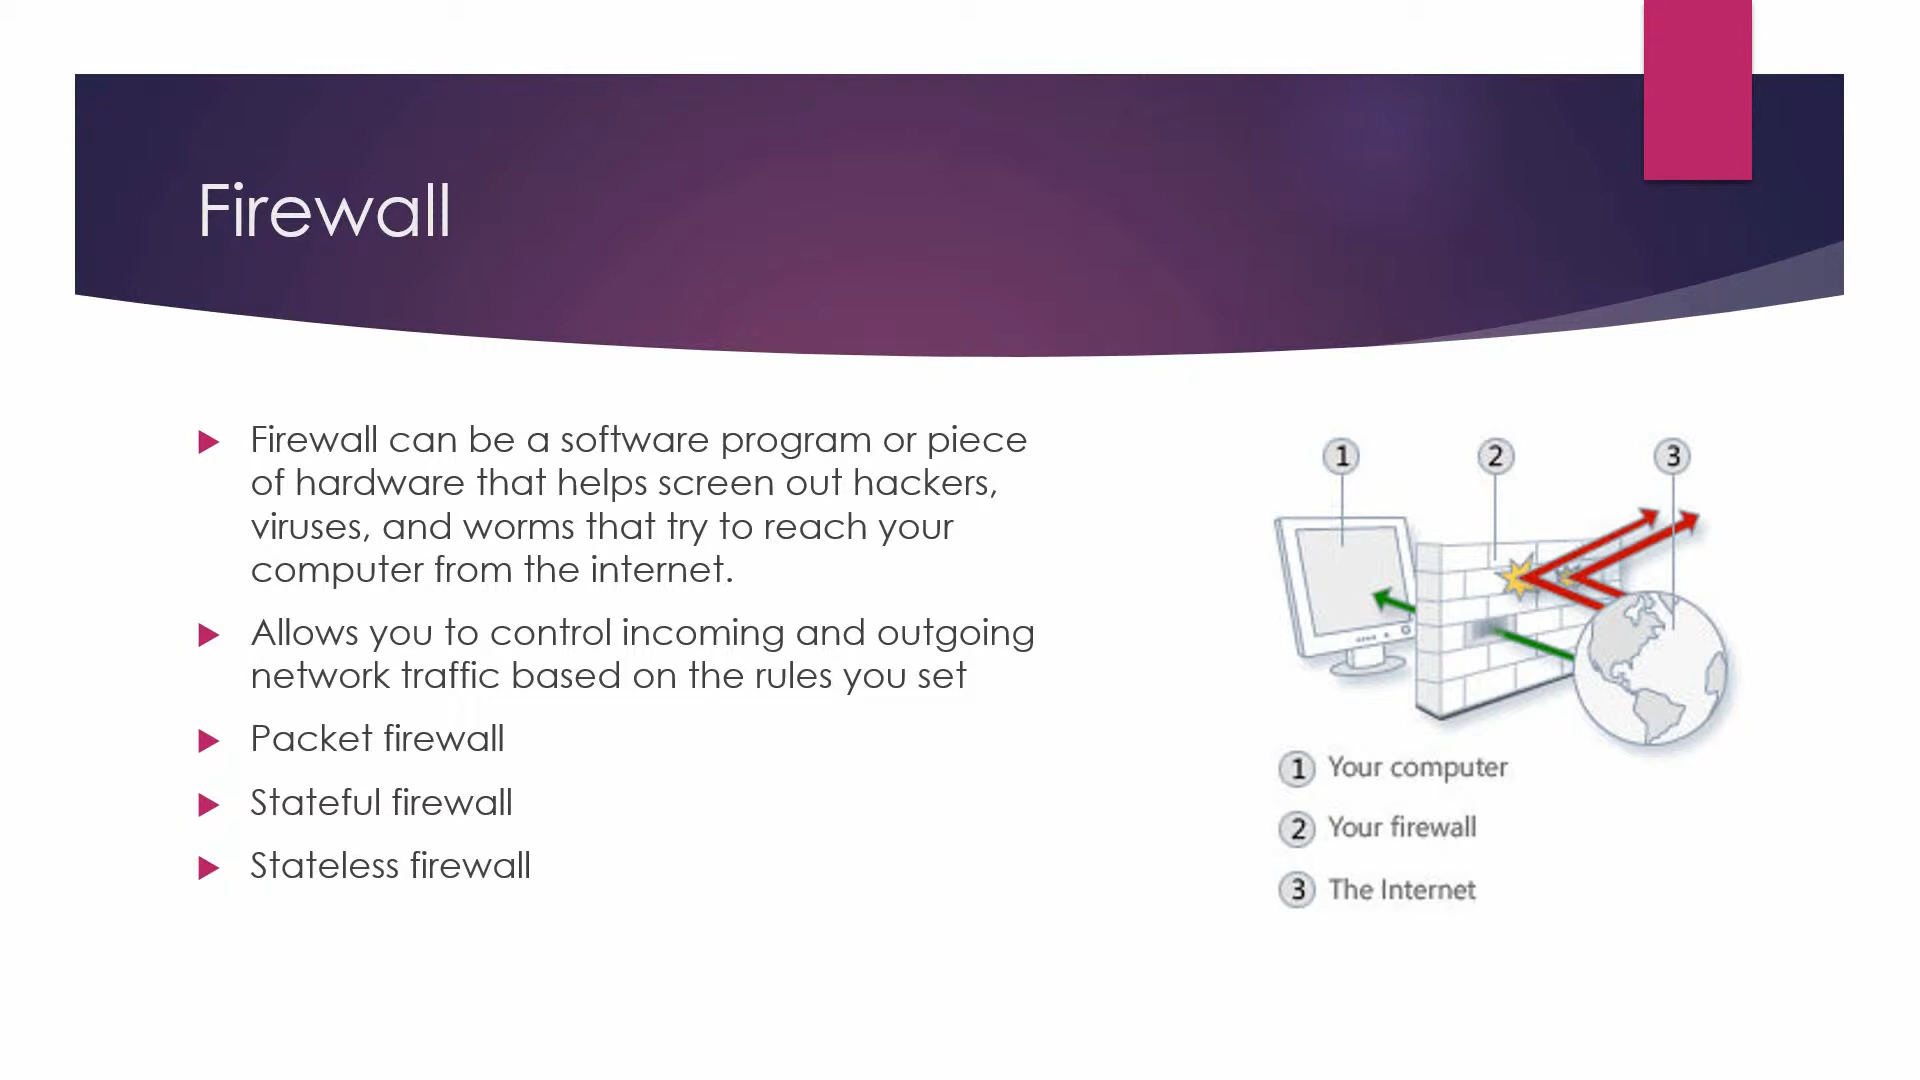 Firewall
Firewall can be a software program or piece
of hardware that helps screen out hackers,
viruses, and worms that try to reach your
computer from the internet.
Allows you to control incoming and outgoing
network traffic based on the rules you set
Packet firewall
Stateful firewall
Stateless firewall
1 2 3
1 Your computer
2 Your firewall
3 The Internet